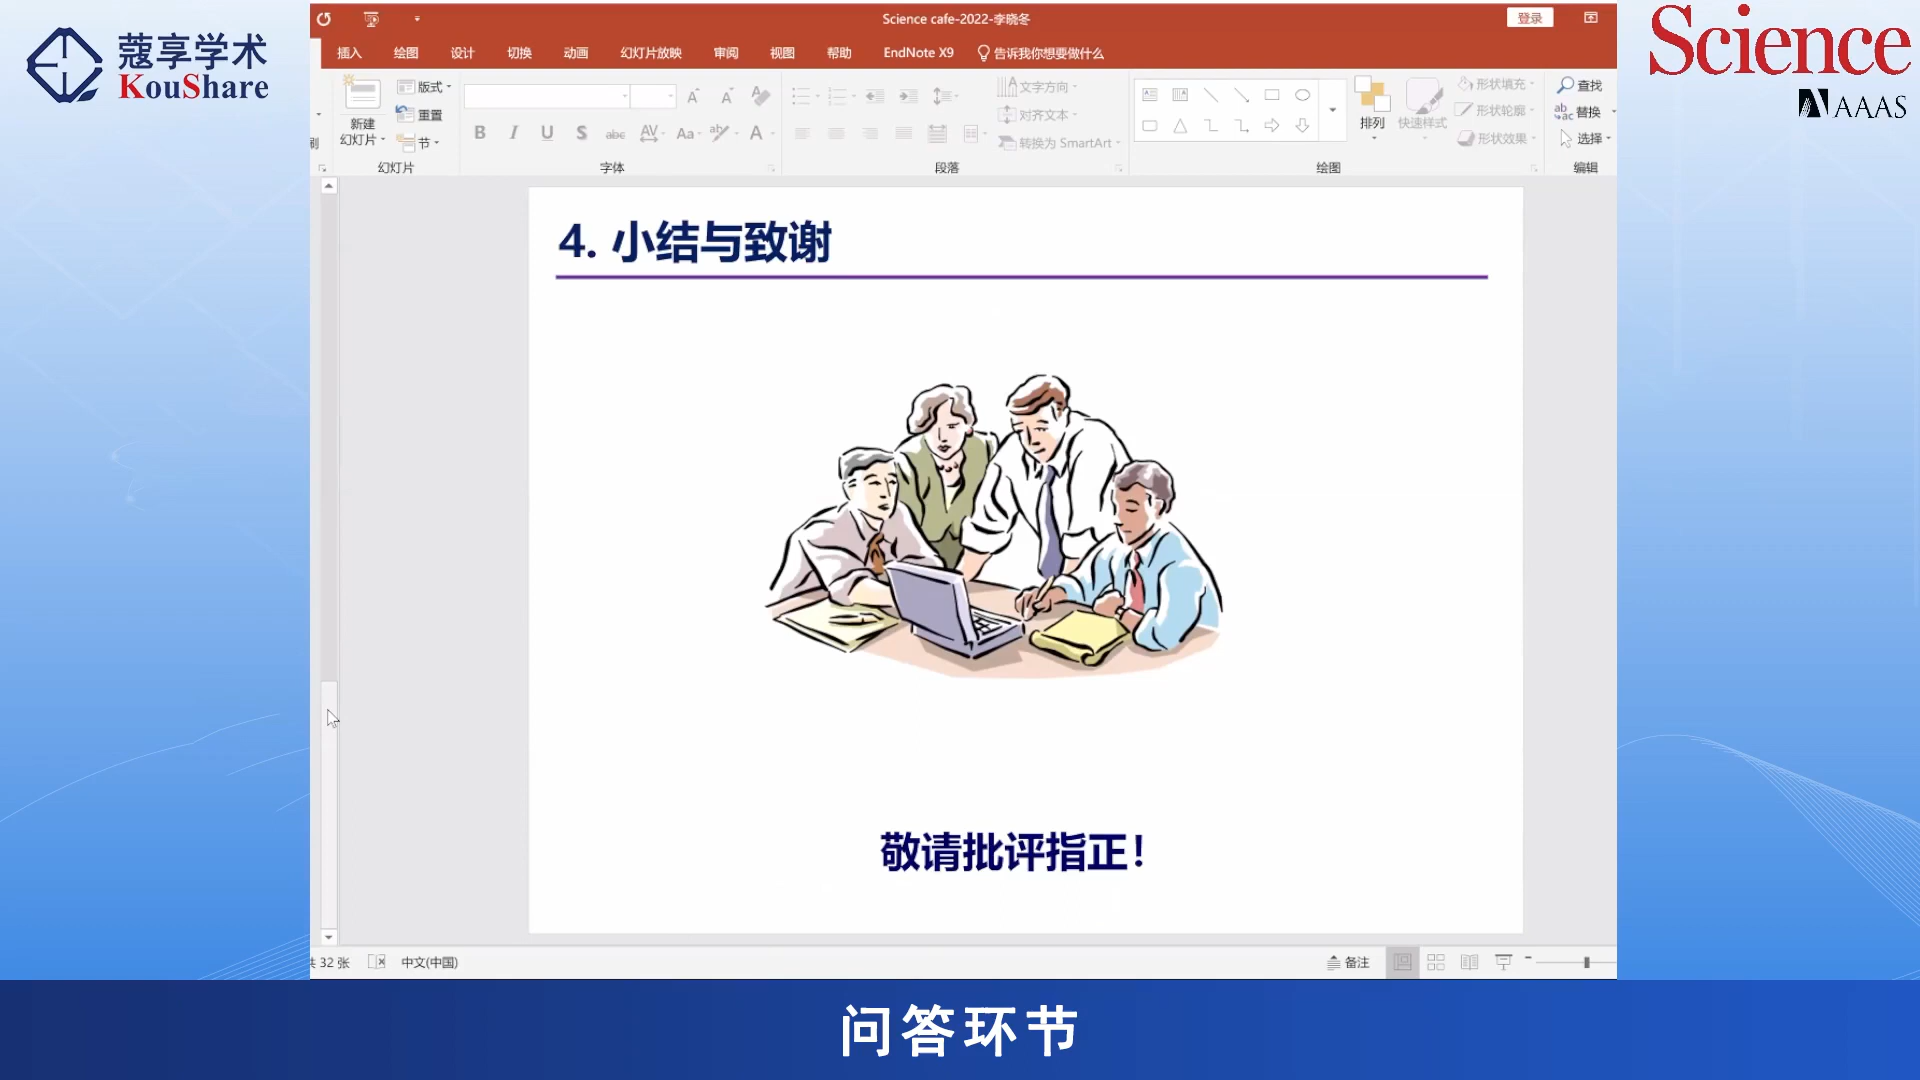 蔻享学术
KouShare
Science
AAAS
Science cafe-2022-李晓冬
登录
插入 绘图 设计 切换 动画 幻灯片放映 审阅 视图 帮助 EndNote X9 告诉我你想要做什么
新建
幻灯片
版式
重置
节
幻灯片
B I U S abc AV Aa A
字体
文字方向
对齐文本
转换为 SmartArt
段落
排列
快速样式
形状填充
形状轮廓
形状效果
绘图
查找
替换
选择
编辑
4. 小结与致谢
敬请批评指正!
共 32 张 中文(中国) 备注
问答环节